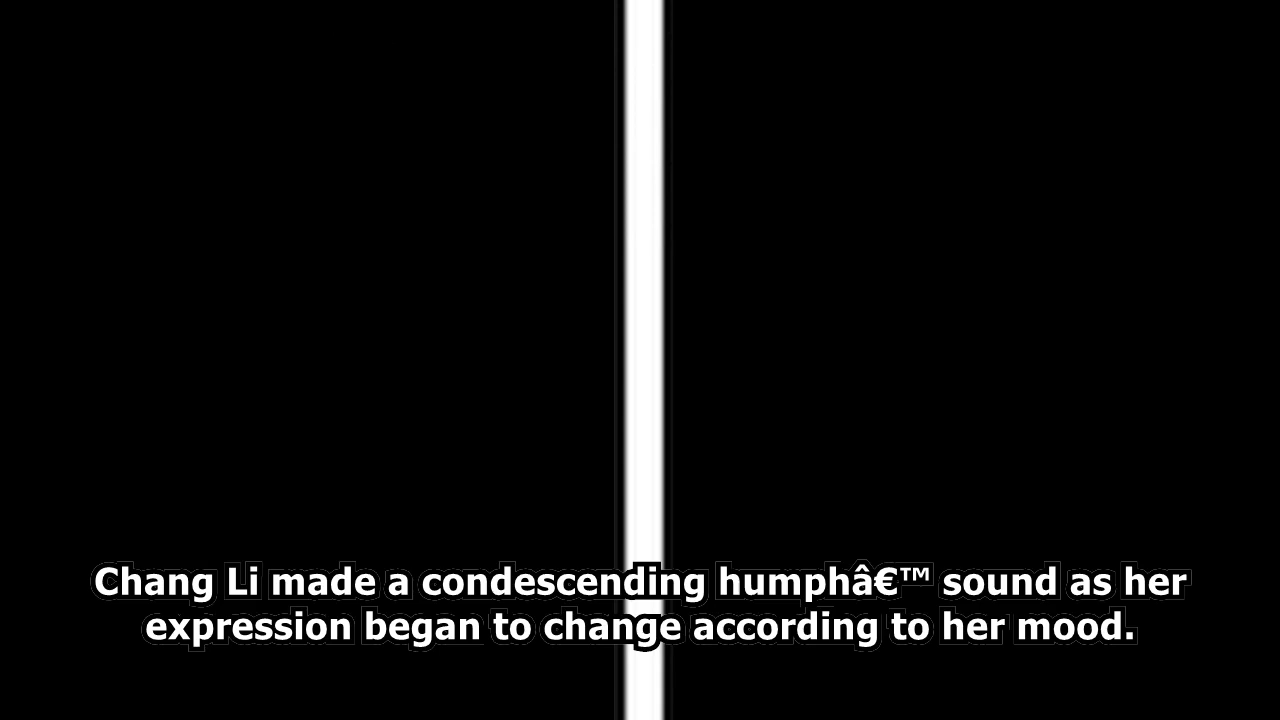 Chang Li made a condescending humphâ€™ sound as her
expression began to change according to her mood.